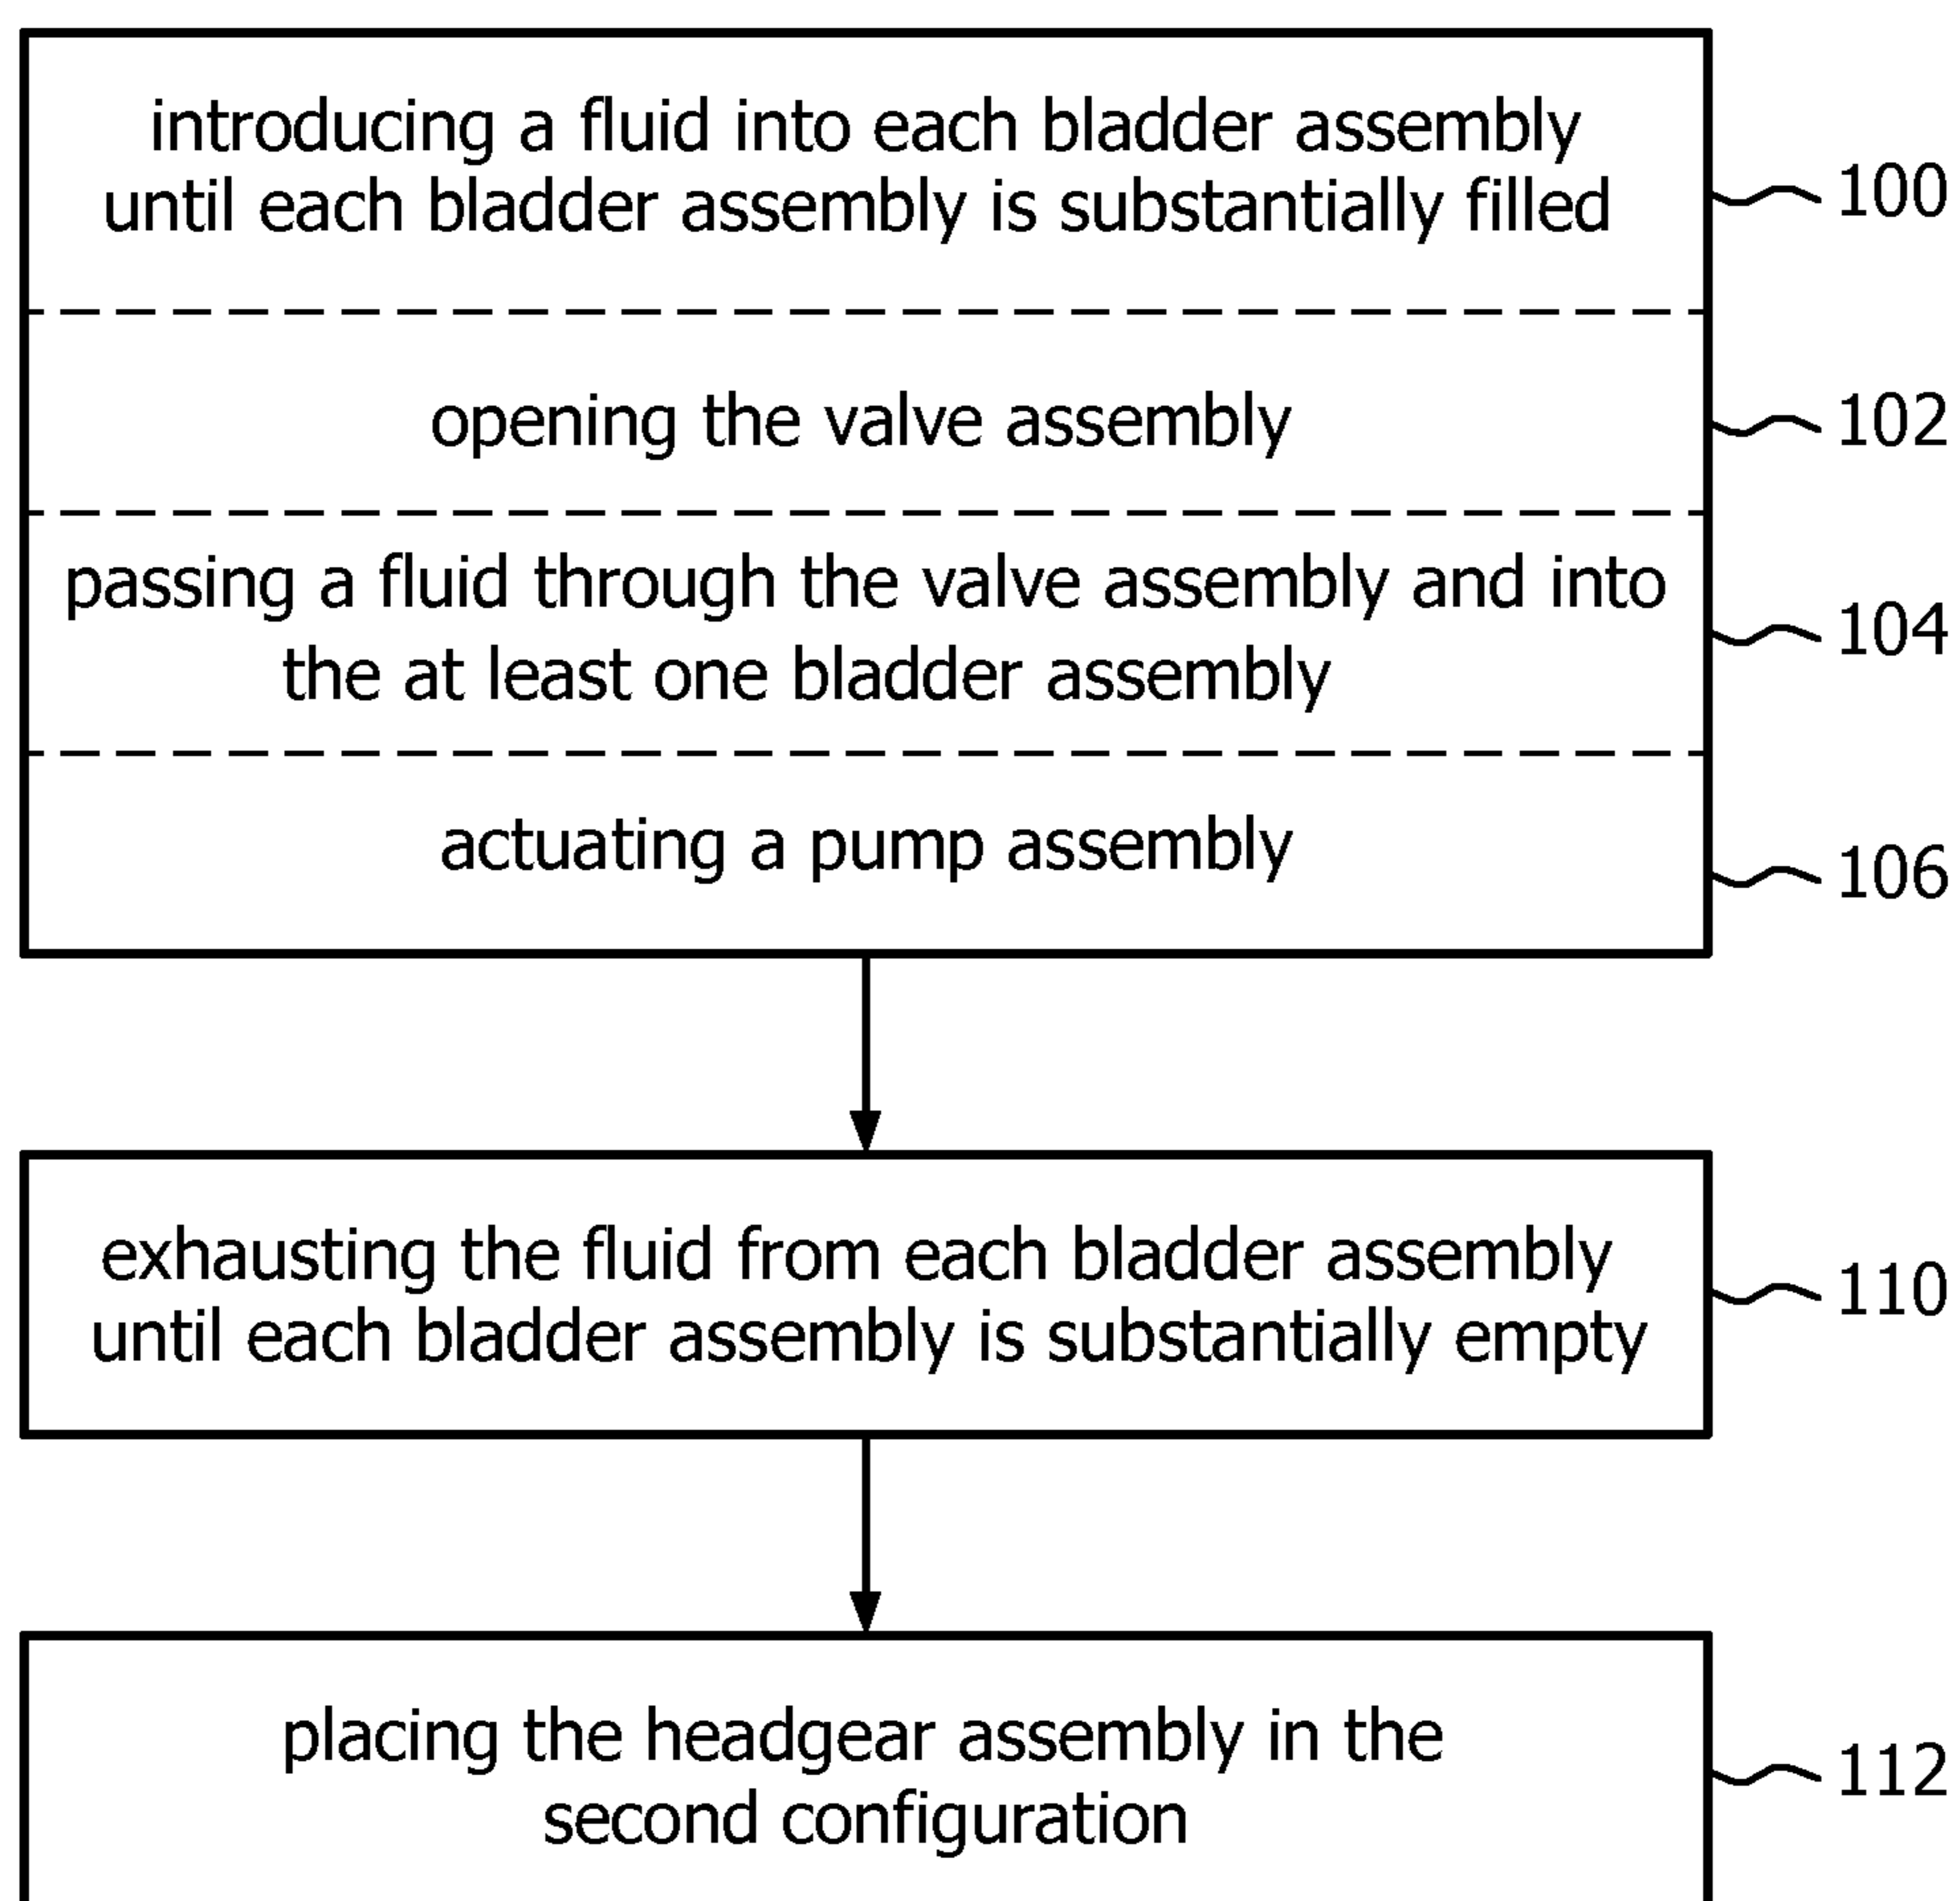 introducing a fluid into each bladder assembly
until each bladder assembly is substantially filled
100
opening the valve assembly
102
passing a fluid through the valve assembly and into
the at least one bladder assembly
104
actuating a pump assembly
106
exhausting the fluid from each bladder assembly
until each bladder assembly is substantially empty
110
placing the headgear assembly in the
second configuration
112